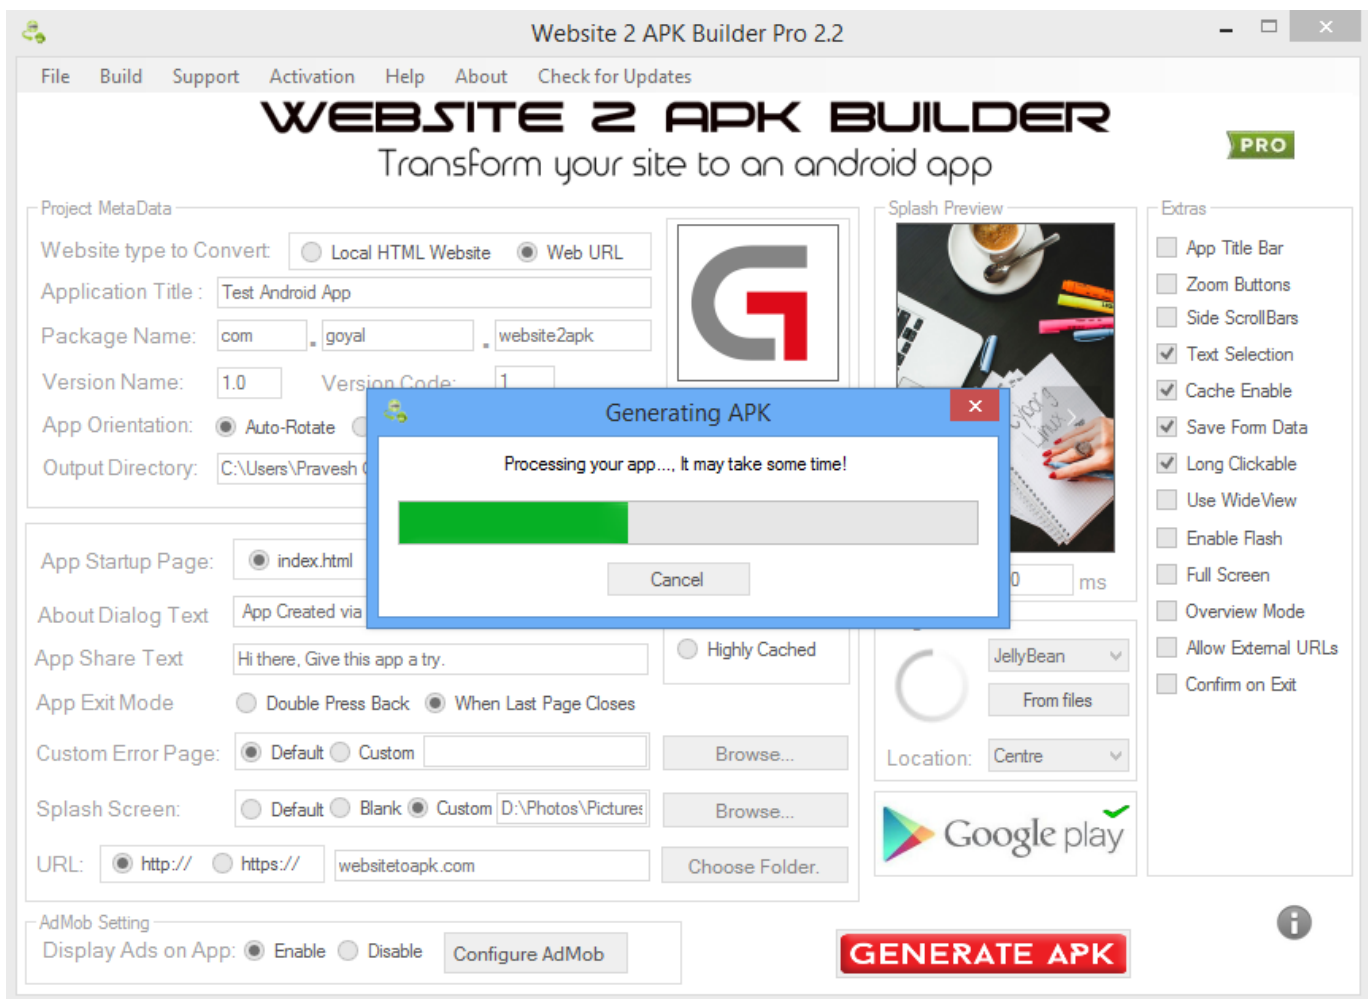 Website 2 APK Builder Pro 2.2
File Build Support Activation Help About Check for Updates
WEBSITE 2 APK BUILDER
Transform your site to an android app
PRO
Project MetaData
Website type to Convert: Local HTML Website Web URL
Application Title : Test Android App
Package Name: com . goyal . website2apk
Version Name: 1.0 Version Code: 1
App Orientation: Auto-Rotate
Output Directory: C:\Users\Pravesh
Splash Preview
Cyborg
Linux
0 ms
Extras
App Title Bar
Zoom Buttons
Side ScrollBars
Text Selection
Cache Enable
Save Form Data
Long Clickable
Use WideView
Enable Flash
Full Screen
Overview Mode
Allow External URLs
Confirm on Exit
Generating APK
Processing your app..., It may take some time!
Cancel
App Startup Page: index.html
About Dialog Text App Created via
App Share Text Hi there, Give this app a try.
Highly Cached
App Exit Mode Double Press Back When Last Page Closes
Custom Error Page: Default Custom Browse...
Splash Screen: Default Blank Custom D:\Photos\Pictures Browse...
URL: http:// https:// websitetoapk.com Choose Folder.
JellyBean
From files
Location: Centre
Google play
AdMob Setting
Display Ads on App: Enable Disable Configure AdMob
GENERATE APK